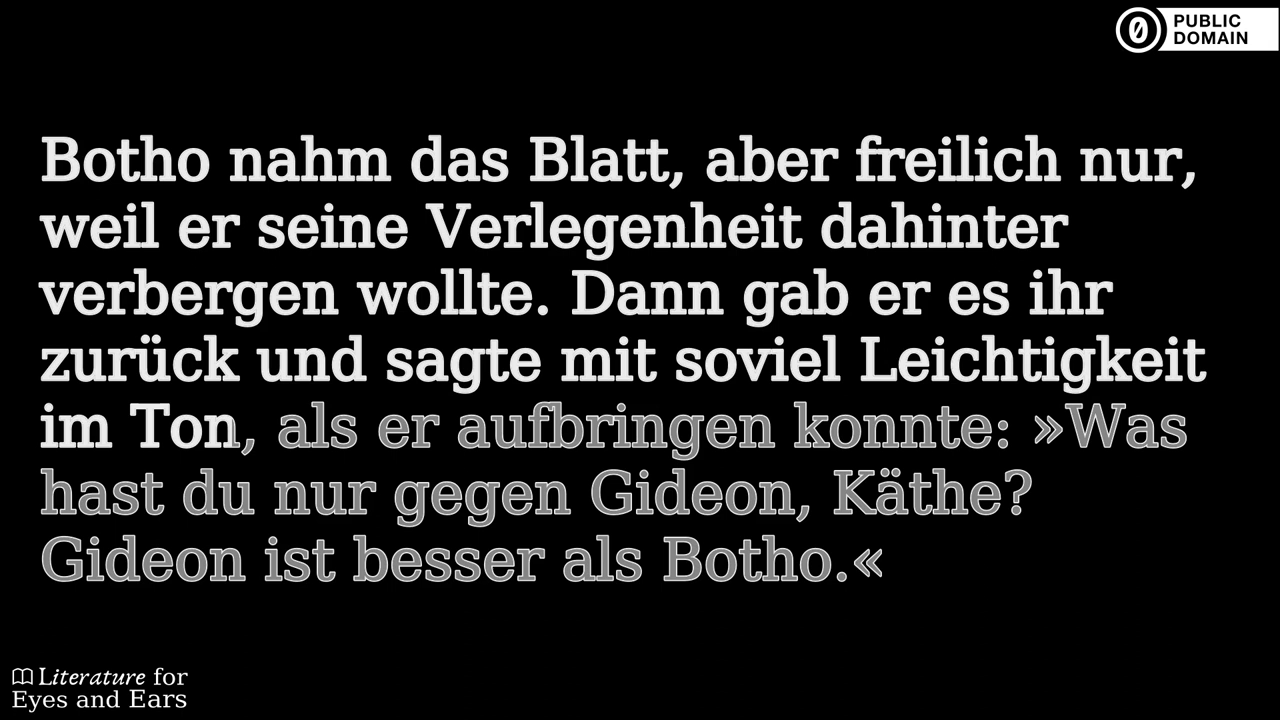 PUBLIC
DOMAIN
Botho nahm das Blatt, aber freilich nur,
weil er seine Verlegenheit dahinter
verbergen wollte. Dann gab er es ihr
zurück und sagte mit soviel Leichtigkeit
im Ton, als er aufbringen konnte: »Was
hast du nur gegen Gideon, Käthe?
Gideon ist besser als Botho.«
Literature for
Eyes and Ears